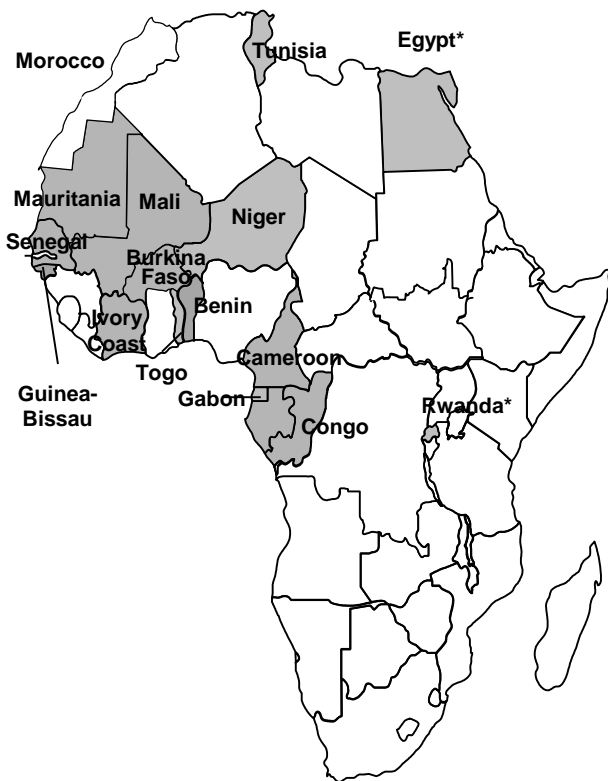 Egypt*
Tunisia
Morocco
Mauritania
Mali
Niger
Senegal
Burkina
Faso
Benin
Ivory
Coast
Togo
Cameroon
Guinea-
Bissau
Gabon
Congo
Rwanda*